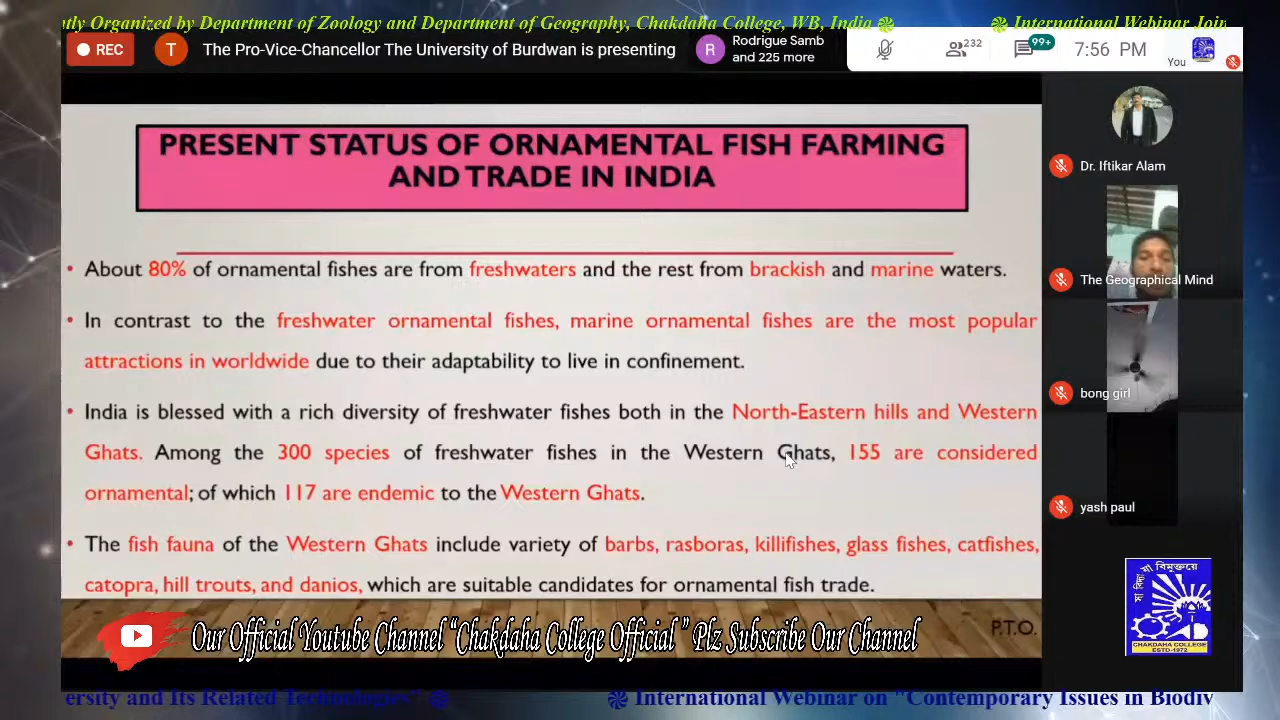 ntly Organized by Department of Zoology and Department of Geography, Chakdaha College, WB, India
International Webinar Join
REC
T
The Pro-Vice-Chancellor The University of Burdwan is presenting
R
Rodrigue Samb
and 225 more
232
99+
7:56 PM
You
PRESENT STATUS OF ORNAMENTAL FISH FARMING
AND TRADE IN INDIA
• About 80% of ornamental fishes are from freshwaters and the rest from brackish and marine waters.
• In contrast to the freshwater ornamental fishes, marine ornamental fishes are the most popular
attractions in worldwide due to their adaptability to live in confinement.
• India is blessed with a rich diversity of freshwater fishes both in the North-Eastern hills and Western
Ghats. Among the 300 species of freshwater fishes in the Western Ghats, 155 are considered
ornamental; of which 117 are endemic to the Western Ghats.
• The fish fauna of the Western Ghats include variety of barbs, rasboras, killifishes, glass fishes, catfishes,
catopra, hill trouts, and danios, which are suitable candidates for ornamental fish trade.
P.T.O.
Dr. Iftikar Alam
The Geographical Mind
bong girl
yash paul
সা বিদ্যা যা বিমুক্তয়ে
CHAKDAHA COLLEGE
ESTD-1972
Our Official Youtube Channel “Chakdaha College Official ” Plz Subscribe Our Channel
ersity and Its Related Technologies"
International Webinar on "Contemporary Issues in Biodiv